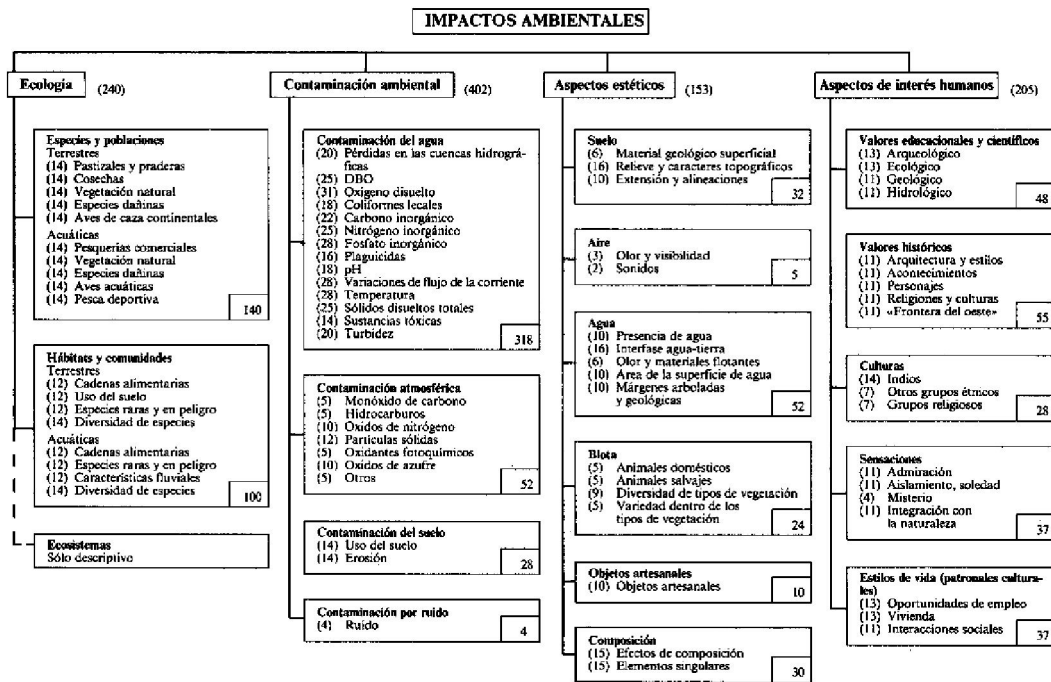 IMPACTOS AMBIENTALES
Ecología (240)
Especies y poblaciones
Terrestres
(14) Pastizales y praderas
(14) Cosechas
(14) Vegetación natural
(14) Especies dañinas
(14) Aves de caza continentales
Acuáticas
(14) Pesquerías comerciales
(14) Vegetación natural
(14) Especies dañinas
(14) Aves acuáticas
(14) Pesca deportiva
140
Hábitats y comunidades
Terrestres
(12) Cadenas alimentarias
(12) Uso del suelo
(12) Especies raras y en peligro
(14) Diversidad de especies
Acuáticas
(12) Cadenas alimentarias
(12) Especies raras y en peligro
(12) Características fluviales
(14) Diversidad de especies
100
Ecosistemas
Sólo descriptivo
Contaminación ambiental (402)
Contaminación del agua
(20) Pérdidas en las cuencas hidrográ-
ficas
(25) DBO
(31) Oxígeno disuelto
(18) Coliformes fecales
(22) Carbono inorgánico
(25) Nitrógeno inorgánico
(28) Fosfato inorgánico
(16) Plaguicidas
(18) pH
(28) Variaciones de flujo de la corriente
(28) Temperatura
(25) Sólidos disueltos totales
(14) Sustancias tóxicas
(20) Turbidez
318
Contaminación atmosférica
(5) Monóxido de carbono
(5) Hidrocarburos
(10) Oxidos de nitrógeno
(12) Partículas sólidas
(5) Oxidantes fotoquímicos
(10) Oxidos de azufre
(5) Otros
52
Contaminación del suelo
(14) Uso del suelo
(14) Erosión
28
Contaminación por ruido
(4) Ruido
4
Aspectos estéticos (153)
Suelo
(6) Material geológico superficial
(16) Relieve y caracteres topográficos
(10) Extensión y alineaciones
32
Aire
(3) Olor y visibilidad
(2) Sonidos
5
Agua
(10) Presencia de agua
(16) Interfase agua-tierra
(6) Olor y materiales flotantes
(10) Area de la superficie de agua
(10) Márgenes arboladas
y geológicas
52
Biota
(5) Animales domésticos
(5) Animales salvajes
(9) Diversidad de tipos de vegetación
(5) Variedad dentro de los
tipos de vegetación
24
Objetos artesanales
(10) Objetos artesanales
10
Composición
(15) Efectos de composición
(15) Elementos singulares
30
Aspectos de interés humanos (205)
Valores educacionales y científicos
(13) Arqueológico
(13) Ecológico
(11) Geológico
(11) Hidrológico
48
Valores históricos
(11) Arquitectura y estilos
(11) Acontecimientos
(11) Personajes
(11) Religiones y culturas
(11) «Frontera del oeste»
55
Culturas
(14) Indios
(7) Otros grupos étnicos
(7) Grupos religiosos
28
Sensaciones
(11) Admiración
(11) Aislamiento, soledad
(4) Misterio
(11) Integración con
la naturaleza
37
Estilos de vida (patronales cultura-
les)
(13) Oportunidades de empleo
(13) Vivienda
(11) Interacciones sociales
37